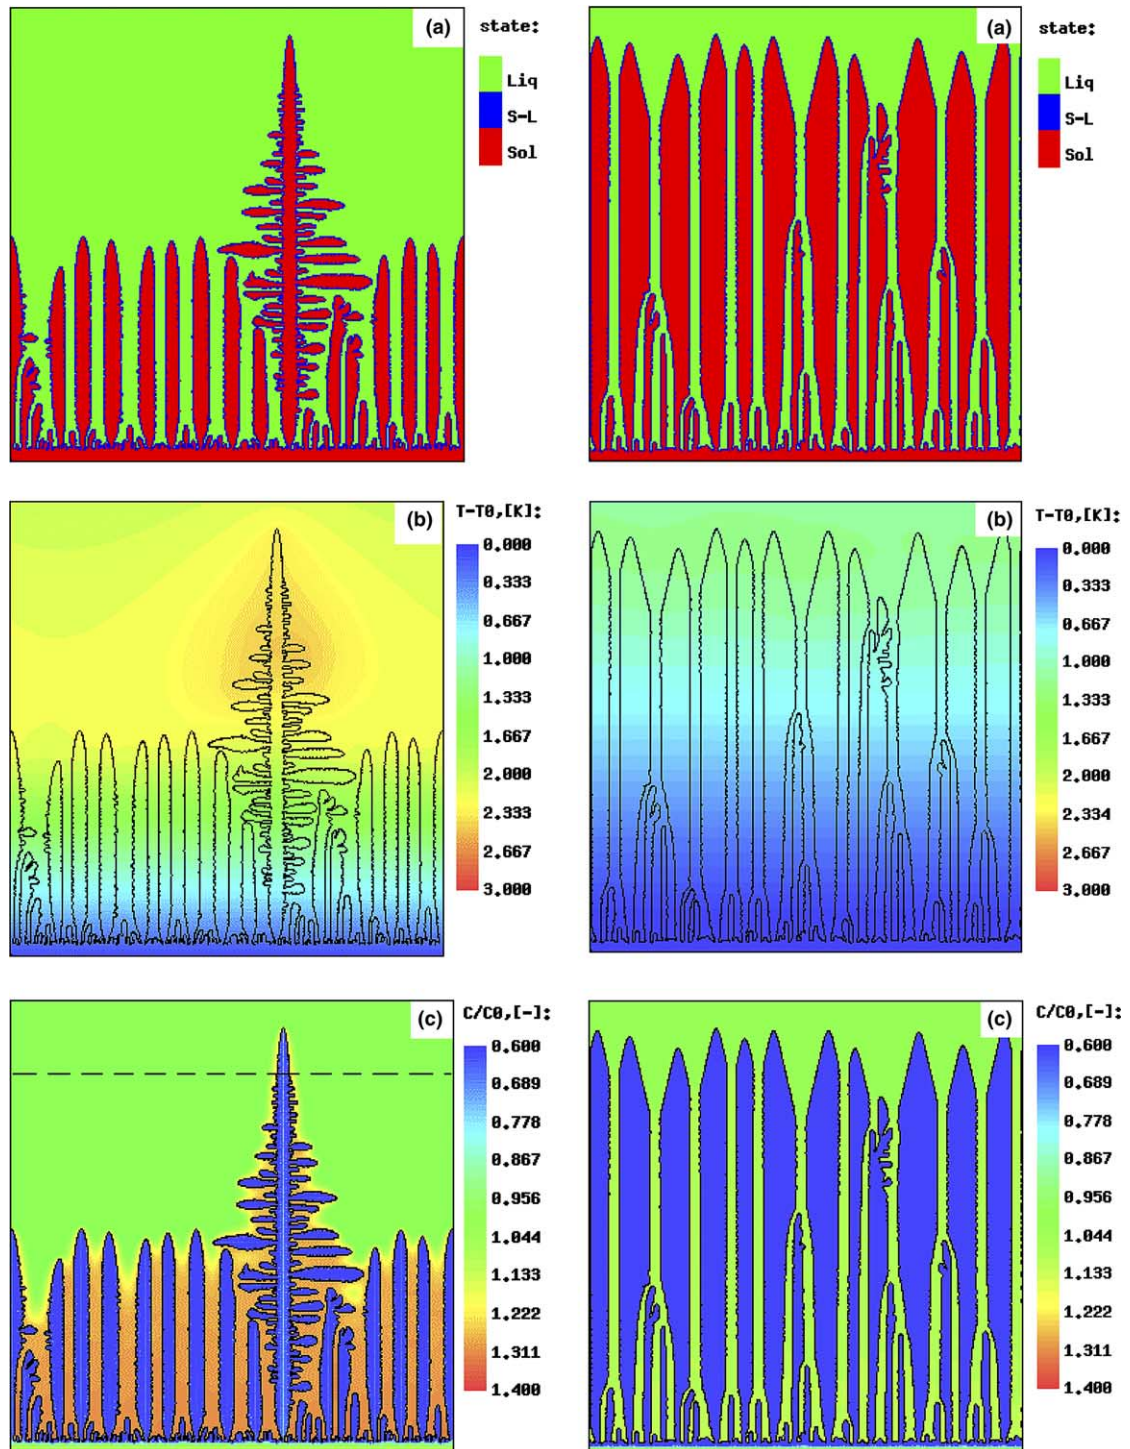 (a)
state:
Liq
S-L
Sol
(a)
state:
Liq
S-L
Sol
(b)
T-T0,[K]:
0.000
0.333
0.667
1.000
1.333
1.667
2.000
2.333
2.667
3.000
(b)
T-T0,[K]:
0.000
0.333
0.667
1.000
1.333
1.667
2.000
2.334
2.667
3.000
(c)
C/C0,[-]:
0.600
0.689
0.778
0.867
0.956
1.044
1.133
1.222
1.311
1.400
(c)
C/C0,[-]:
0.600
0.689
0.778
0.867
0.956
1.044
1.133
1.222
1.311
1.400